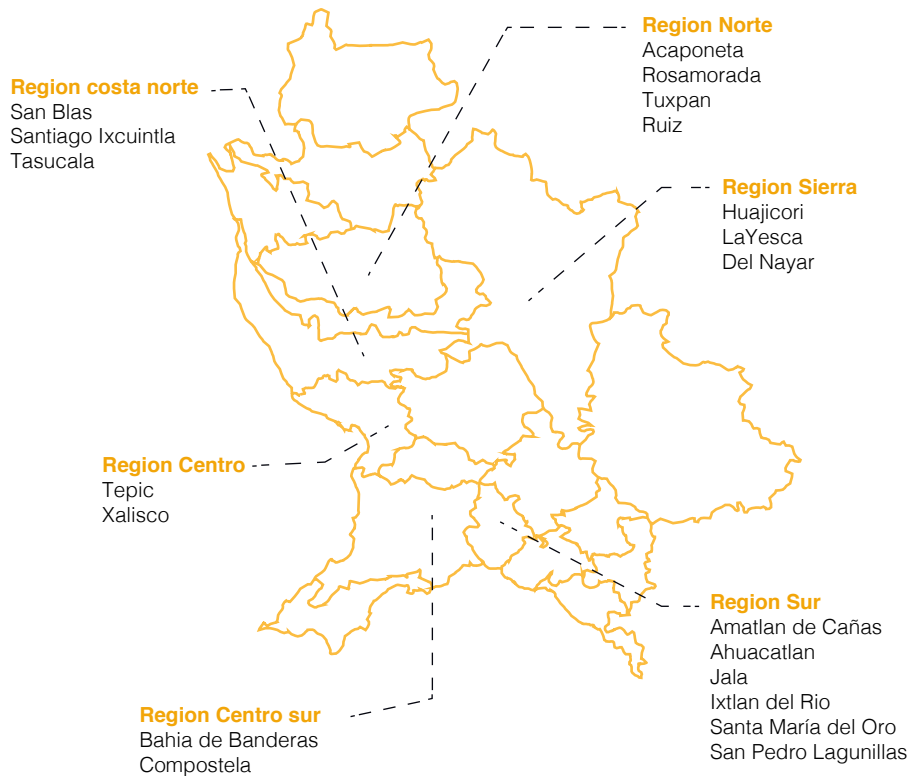 Region Norte
Acaponeta
Rosamorada
Tuxpan
Ruiz
Region costa norte
San Blas
Santiago Ixcuintla
Tasucala
Region Sierra
Huajicori
LaYesca
Del Nayar
Region Centro
Tepic
Xalisco
Region Sur
Amatlan de Cañas
Ahuacatlan
Jala
Ixtlan del Rio
Santa María del Oro
San Pedro Lagunillas
Region Centro sur
Bahia de Banderas
Compostela